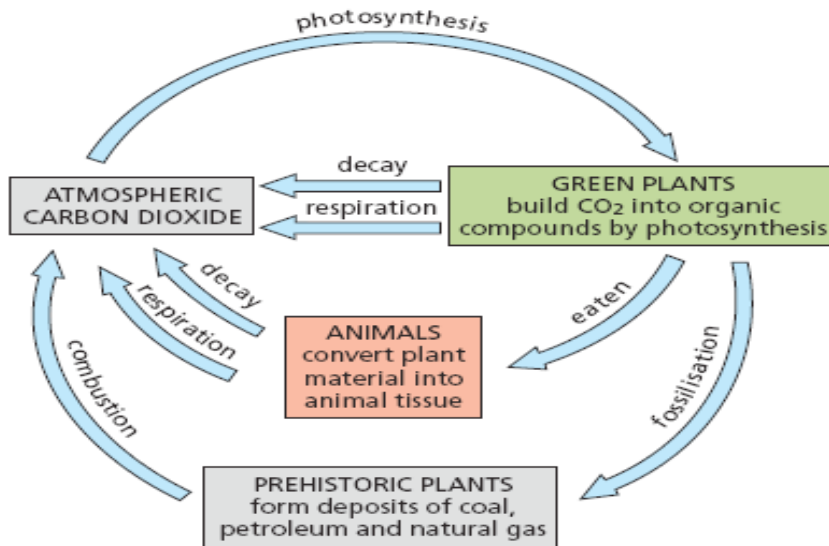 photosynthesis
decay
respiration
ATMOSPHERIC
CARBON DIOXIDE
GREEN PLANTS
build CO₂ into organic
compounds by photosynthesis
decay
respiration
combustion
ANIMALS
convert plant
material into
animal tissue
eaten
fossilisation
PREHISTORIC PLANTS
form deposits of coal,
petroleum and natural gas